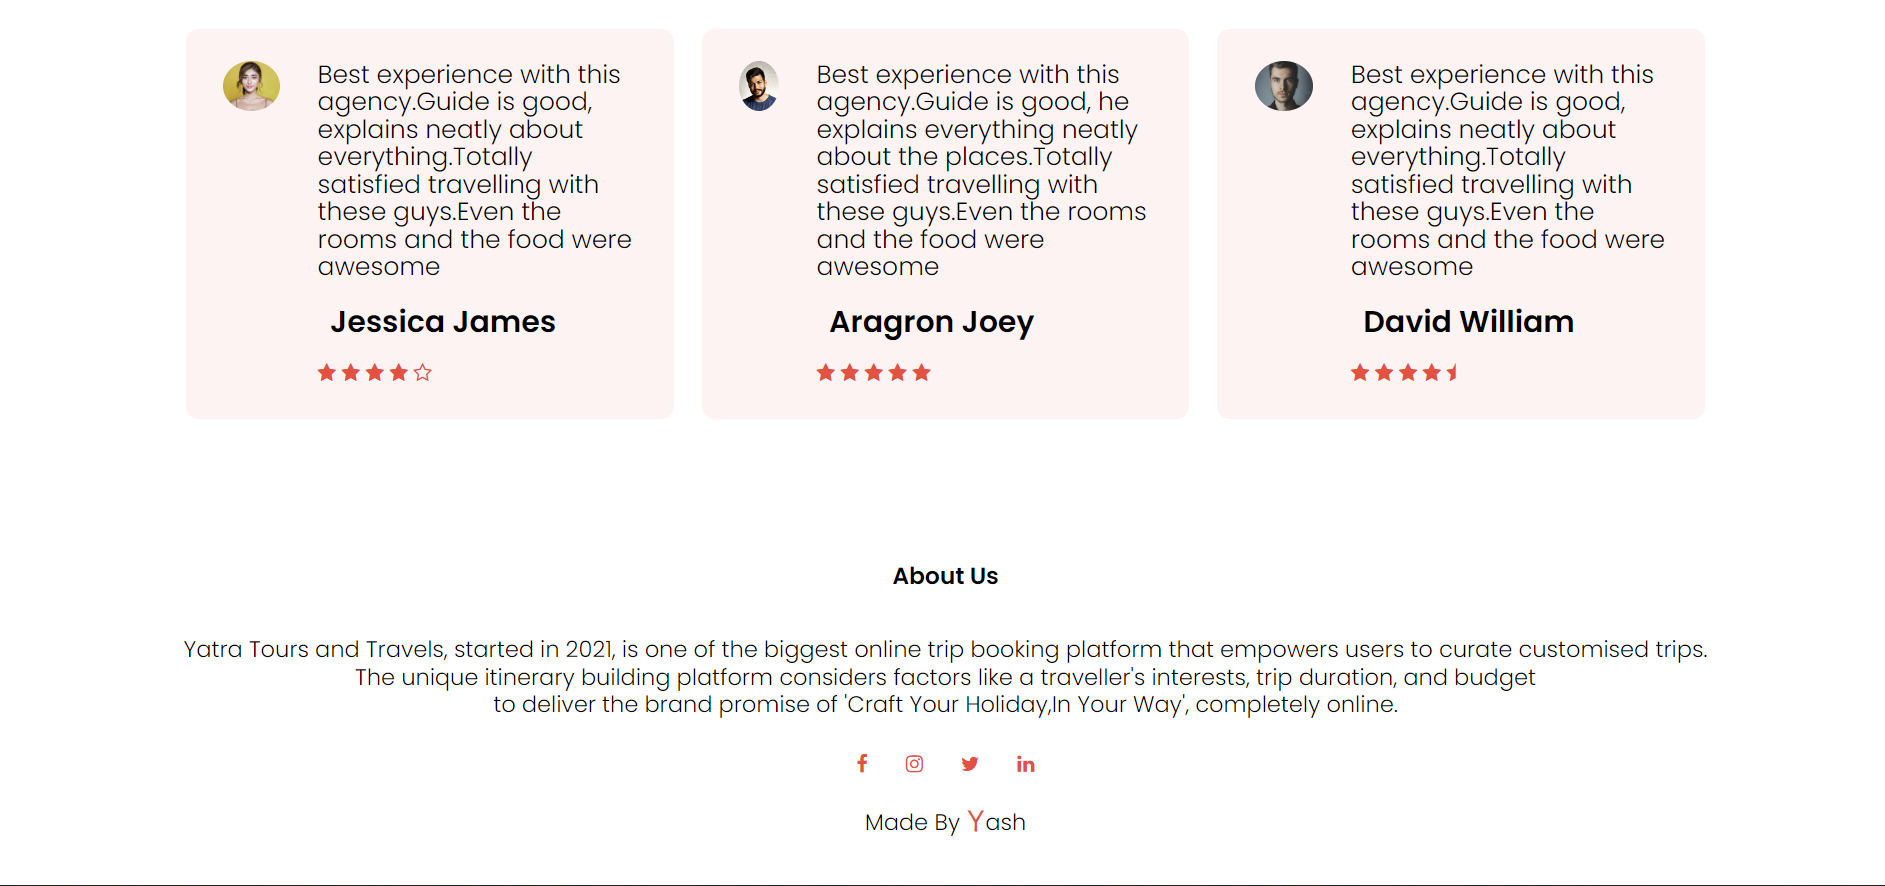 Best experience with this
agency.Guide is good,
explains neatly about
everything.Totally
satisfied travelling with
these guys.Even the
rooms and the food were
awesome
Jessica James
Best experience with this
agency.Guide is good, he
explains everything neatly
about the places.Totally
satisfied travelling with
these guys.Even the rooms
and the food were
awesome
Aragron Joey
Best experience with this
agency.Guide is good,
explains neatly about
everything.Totally
satisfied travelling with
these guys.Even the
rooms and the food were
awesome
David William
About Us
Yatra Tours and Travels, started in 2021, is one of the biggest online trip booking platform that empowers users to curate customised trips.
The unique itinerary building platform considers factors like a traveller's interests, trip duration, and budget
to deliver the brand promise of 'Craft Your Holiday,In Your Way', completely online.
Made By Yash